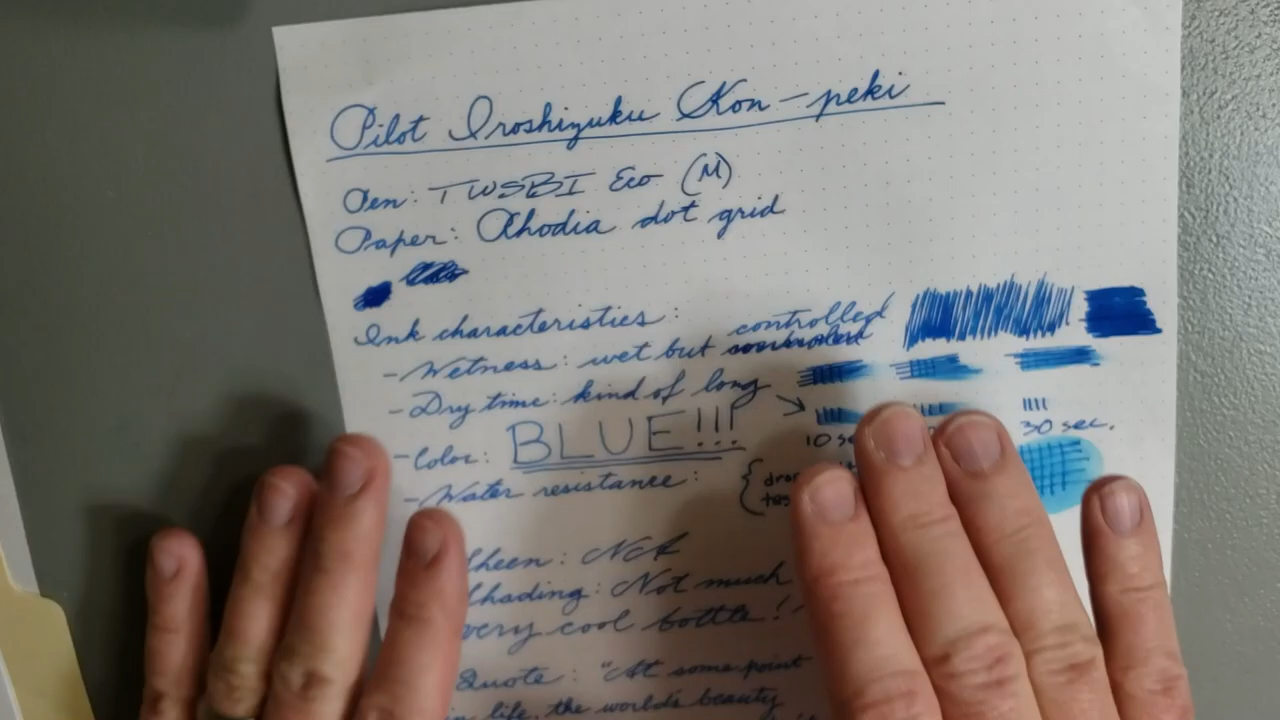 Pilot Iroshizuku Kon-peki
Pen: TWSBI Eco (M)
Paper: Rhodia dot grid
Ink characteristics:
- Wetness: wet but controlled
- Dry time: kind of long
10 30 sec.
- Color: BLUE!!!
- Water resistance:
Sheen: NA
Shading: Not much
very cool bottle!
Quote: "At some point
in life, the world's beauty